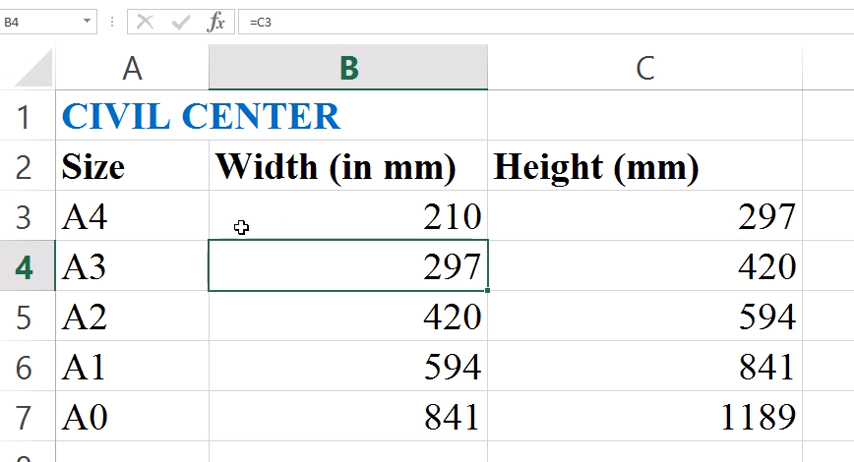 B4 fx =C3
A B C
1 CIVIL CENTER
2 Size Width (in mm) Height (mm)
3 A4 210 297
4 A3 297 420
5 A2 420 594
6 A1 594 841
7 A0 841 1189